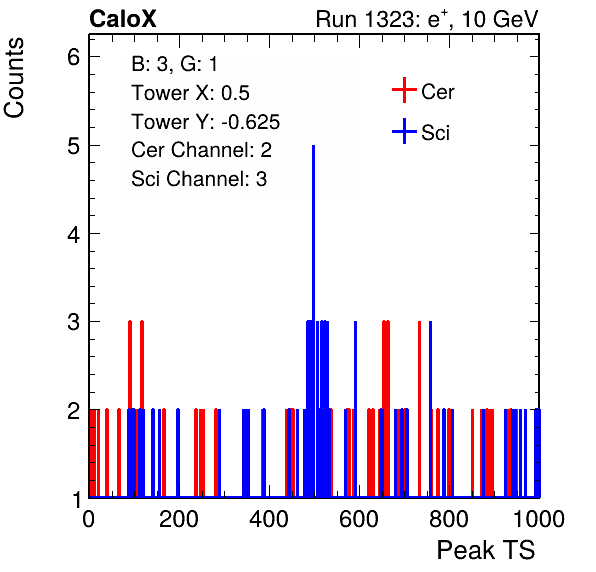 CaloX Run 1323: e⁺, 10 GeV
Counts
B: 3, G: 1
Tower X: 0.5
Tower Y: -0.625
Cer Channel: 2
Sci Channel: 3
Cer
Sci
6
5
4
3
2
1
0 200 400 600 800 1000
Peak TS